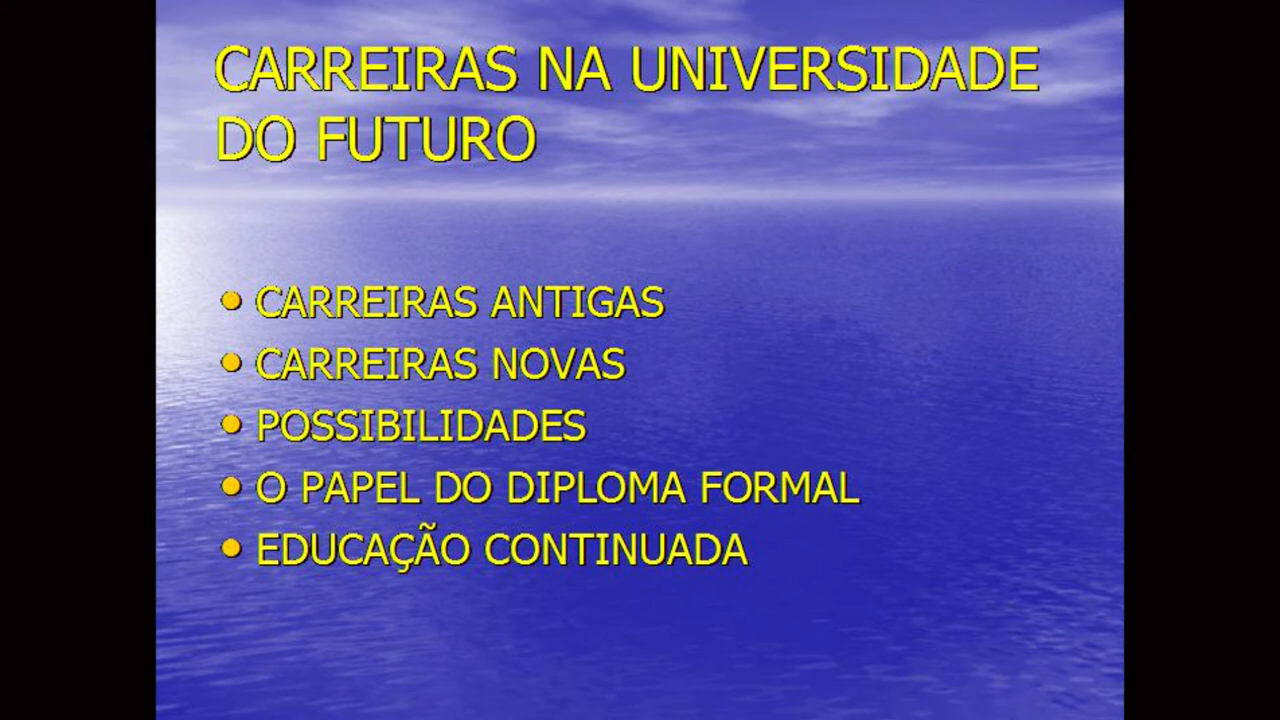 CARREIRAS NA UNIVERSIDADE
DO FUTURO
• CARREIRAS ANTIGAS
• CARREIRAS NOVAS
• POSSIBILIDADES
• O PAPEL DO DIPLOMA FORMAL
• EDUCAÇÃO CONTINUADA